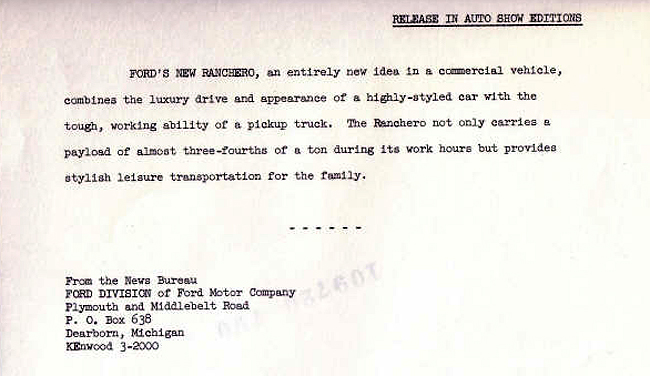 RELEASE IN AUTO SHOW EDITIONS
FORD'S NEW RANCHERO, an entirely new idea in a commercial vehicle,
combines the luxury drive and appearance of a highly-styled car with the
tough, working ability of a pickup truck. The Ranchero not only carries a
payload of almost three-fourths of a ton during its work hours but provides
stylish leisure transportation for the family.
- - - - - -
From the News Bureau
FORD DIVISION of Ford Motor Company
Plymouth and Middlebelt Road
P. O. Box 638
Dearborn, Michigan
KEnwood 3-2000